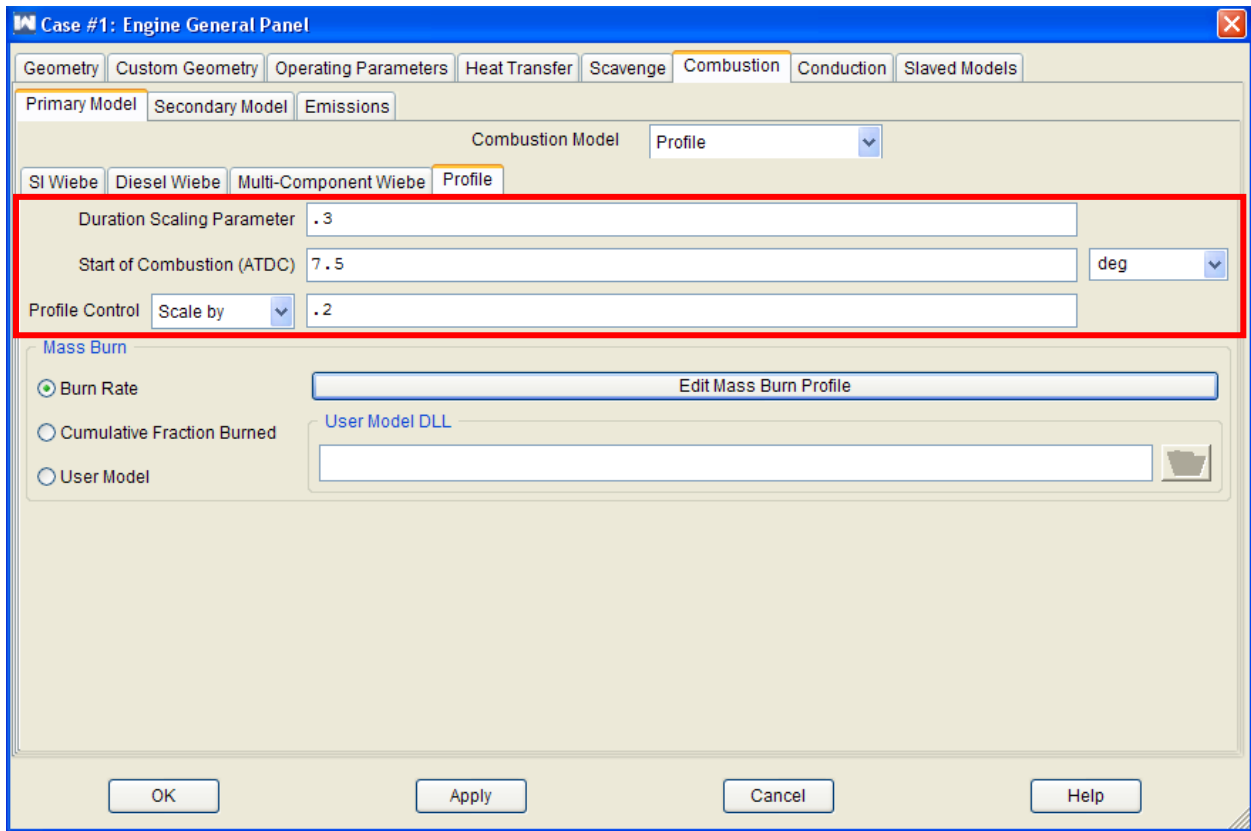 Case #1: Engine General Panel
Geometry Custom Geometry Operating Parameters Heat Transfer Scavenge Combustion Conduction Slaved Models
Primary Model Secondary Model Emissions
Combustion Model Profile
SI Wiebe Diesel Wiebe Multi-Component Wiebe Profile
Duration Scaling Parameter .3
Start of Combustion (ATDC) 7.5 deg
Profile Control Scale by .2
Mass Burn
Burn Rate Edit Mass Burn Profile
User Model DLL
Cumulative Fraction Burned
User Model
OK Apply Cancel Help